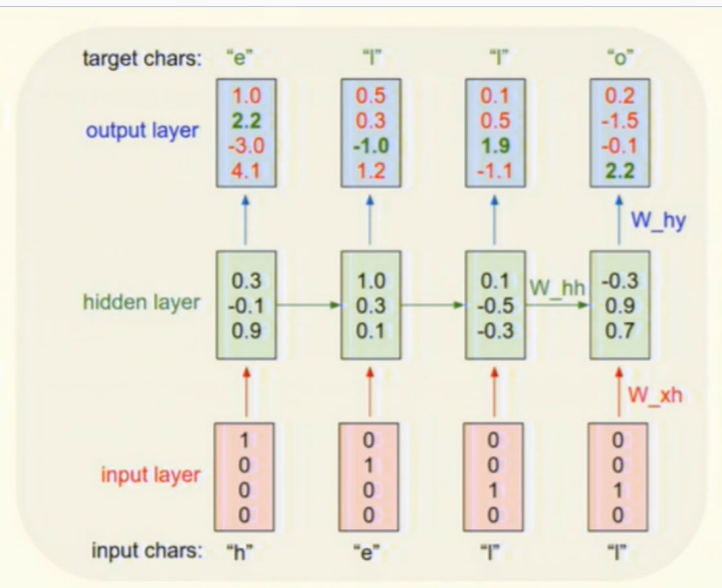 target chars: "e" "l" "l" "o"
1.0 0.5 0.1 0.2
2.2 0.3 0.5 -1.5
output layer
-3.0 -1.0 1.9 -0.1
4.1 1.2 -1.1 2.2
W_hy
0.3 1.0 0.1 W_hh -0.3
hidden layer -0.1 0.3 -0.5 0.9
0.9 0.1 -0.3 0.7
W_xh
1 0 0 0
0 1 0 0
input layer
0 0 1 1
0 0 0 0
input chars: "h" "e" "l" "l"